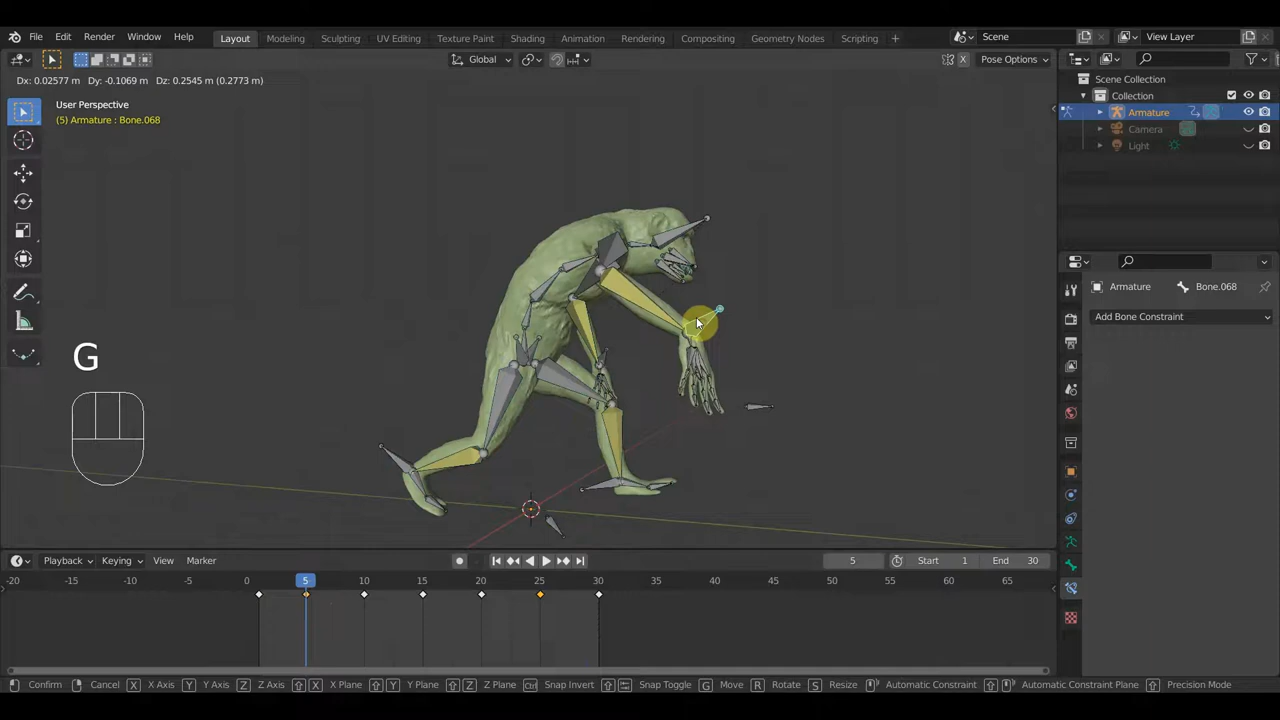 File Edit Render Window Help Layout Modeling Sculpting UV Editing Texture Paint Shading Animation Rendering Compositing Geometry Nodes Scripting + Scene View Layer
Global X Pose Options
Dx: 0.02577 m Dy: -0.1069 m Dz: 0.2545 m (0.2773 m)
Scene Collection
Collection
Armature
Camera
Light
User Perspective
(5) Armature : Bone.068
Armature Bone.068
Add Bone Constraint
G
Playback Keying View Marker 5 Start 1 End 30
-20 -15 -10 -5 0 5 10 15 20 25 30 35 40 45 50 55 60 65
Confirm Cancel X X Axis Y Y Axis Z Z Axis X X Plane Y Y Plane Z Z Plane Ctrl Snap Invert Snap Toggle G Move R Rotate S Resize Automatic Constraint Automatic Constraint Plane Precision Mode